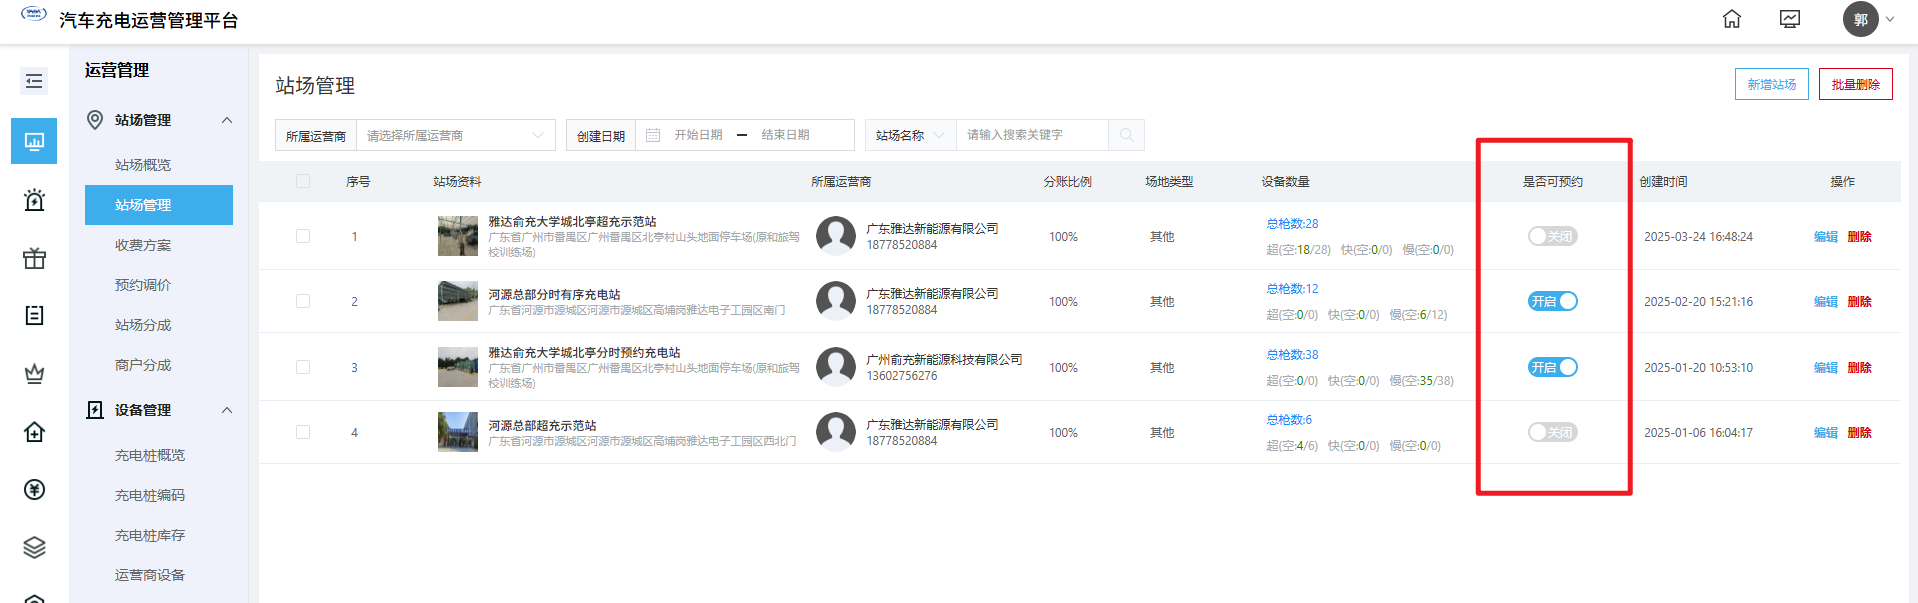 汽车充电运营管理平台
郭
运营管理
站场管理
站场概览
站场管理
收费方案
预约调价
站场分成
商户分成
设备管理
充电桩概览
充电桩编码
充电桩库存
运营商设备
站场管理
新增站场 批量删除
所属运营商 请选择所属运营商 创建日期 开始日期 结束日期 站场名称 请输入搜索关键字
序号 站场资料 所属运营商 分账比例 场地类型 设备数量 是否可预约 创建时间 操作
1 雅达俞充大学城北亭超充示范站
广东省广州市番禺区广州番禺区北亭村山头地面停车场(原和旅驾
校训练场)
广东雅达新能源有限公司
18778520884
100% 其他
总枪数:28
超(空:18/28) 快(空:0/0) 慢(空:0/0)
关闭 2025-03-24 16:48:24 编辑 删除
2 河源总部分时有序充电站
广东省河源市源城区河源市源城区高埔岗雅达电子工园区南门
广东雅达新能源有限公司
18778520884
100% 其他
总枪数:12
超(空:0/0) 快(空:0/0) 慢(空:6/12)
开启 2025-02-20 15:21:16 编辑 删除
3 雅达俞充大学城北亭分时预约充电站
广东省广州市番禺区广州番禺区北亭村山头地面停车场(原和旅驾
校训练场)
广州俞充新能源科技有限公司
13602756276
100% 其他
总枪数:38
超(空:0/0) 快(空:0/0) 慢(空:35/38)
开启 2025-01-20 10:53:10 编辑 删除
4 河源总部超充示范站
广东省河源市源城区河源市源城区高埔岗雅达电子工园区西北门
广东雅达新能源有限公司
18778520884
100% 其他
总枪数:6
超(空:4/6) 快(空:0/0) 慢(空:0/0)
关闭 2025-01-06 16:04:17 编辑 删除